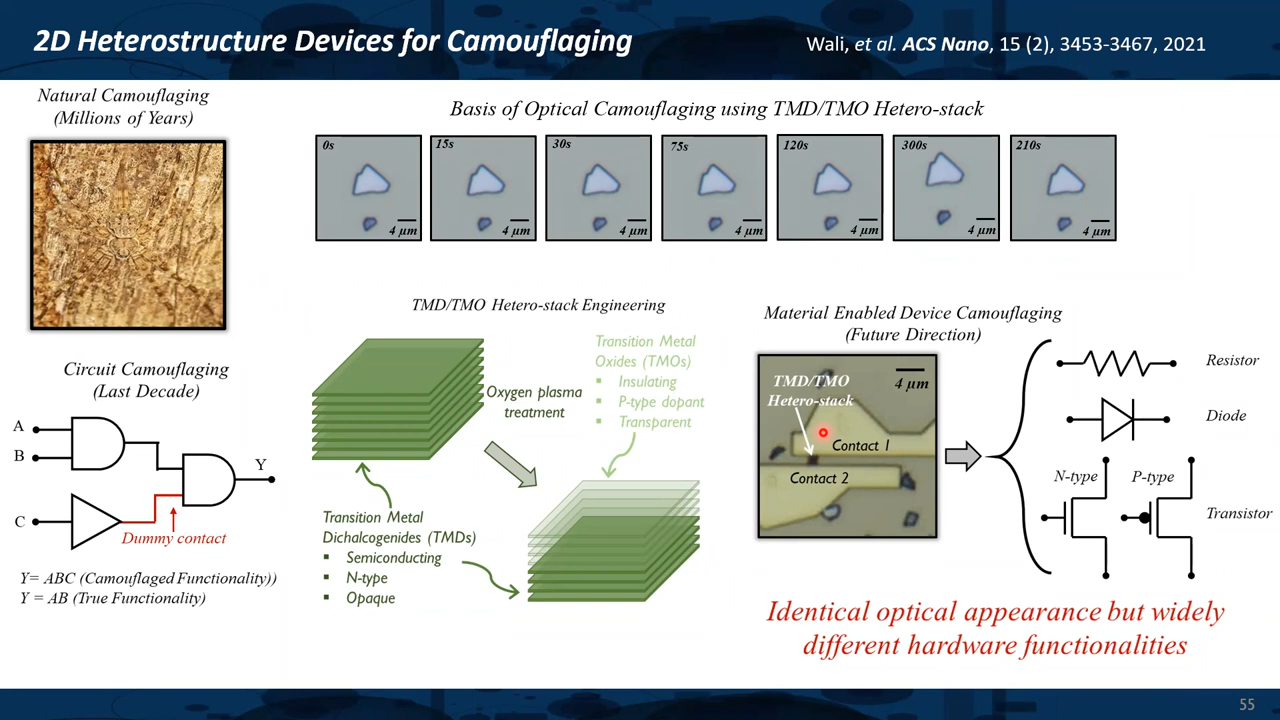 2D Heterostructure Devices for Camouflaging
Wali, et al. ACS Nano, 15 (2), 3453-3467, 2021
Natural Camouflaging
(Millions of Years)
Basis of Optical Camouflaging using TMD/TMO Hetero-stack
0s
15s
30s
75s
120s
300s
210s
4 μm
4 μm
4 μm
4 μm
4 μm
4 μm
4 μm
Circuit Camouflaging
(Last Decade)
A
B
C
Y
Dummy contact
Y= ABC (Camouflaged Functionality))
Y = AB (True Functionality)
TMD/TMO Hetero-stack Engineering
Oxygen plasma
treatment
Transition Metal
Oxides (TMOs)
▪ Insulating
▪ P-type dopant
▪ Transparent
Transition Metal
Dichalcogenides (TMDs)
▪ Semiconducting
▪ N-type
▪ Opaque
Material Enabled Device Camouflaging
(Future Direction)
TMD/TMO
Hetero-stack
4 μm
Contact 1
Contact 2
Resistor
Diode
N-type
P-type
Transistor
Identical optical appearance but widely
different hardware functionalities
55